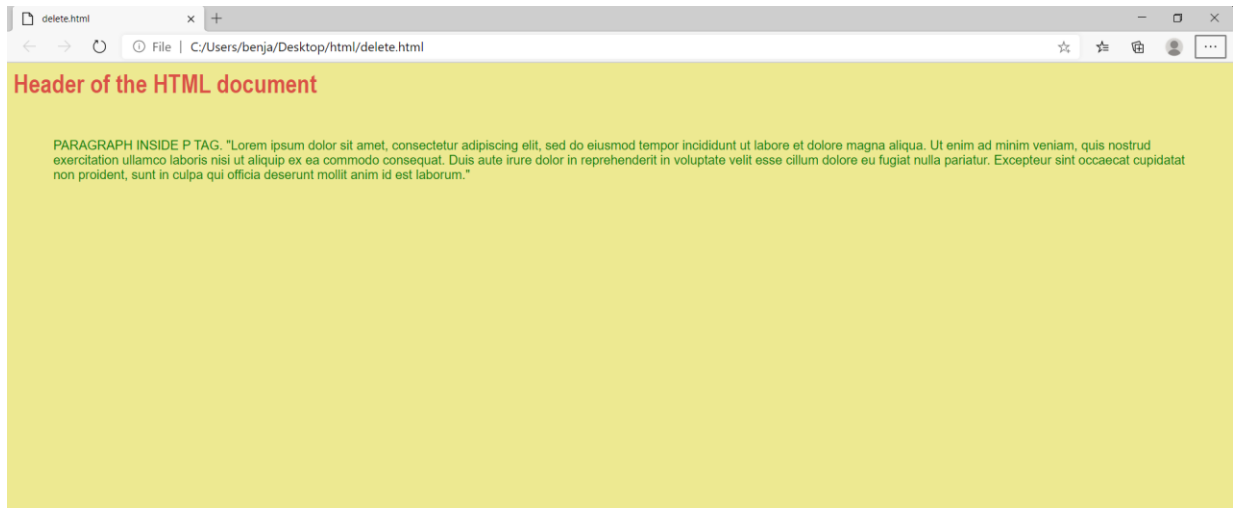 delete.html
File | C:/Users/benja/Desktop/html/delete.html
Header of the HTML document
PARAGRAPH INSIDE P TAG. "Lorem ipsum dolor sit amet, consectetur adipiscing elit, sed do eiusmod tempor incididunt ut labore et dolore magna aliqua. Ut enim ad minim veniam, quis nostrud
exercitation ullamco laboris nisi ut aliquip ex ea commodo consequat. Duis aute irure dolor in reprehenderit in voluptate velit esse cillum dolore eu fugiat nulla pariatur. Excepteur sint occaecat cupidatat
non proident, sunt in culpa qui officia deserunt mollit anim id est laborum."